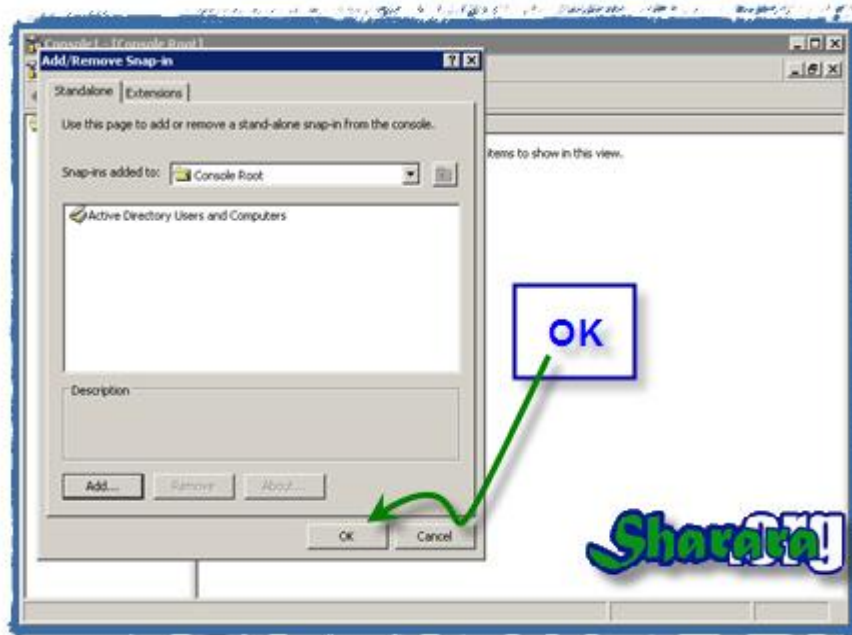 Console1 - [Console Root]
Add/Remove Snap-in
Standalone
Extensions
Use this page to add or remove a stand-alone snap-in from the console.
Snap-ins added to:
Console Root
items to show in this view.
Active Directory Users and Computers
OK
Description
Add...
Remove
About...
OK
Cancel
Sharara.org